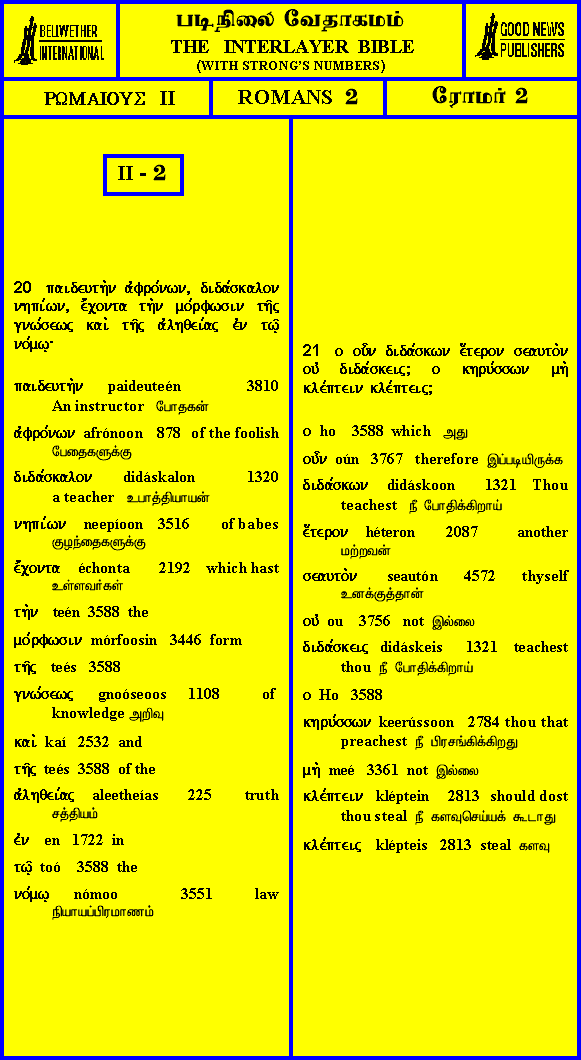 BELLWETHER
INTERNATIONAL
படிநிலை வேதாகமம்
THE INTERLAYER BIBLE
(WITH STRONG'S NUMBERS)
GOOD NEWS
PUBLISHERS
ΡΩΜΑΙΟΥΣ II
ROMANS 2
ரோமர் 2
II - 2
20 παιδευτὴν ἀφρόνων, διδάσκαλον
νηπίων, ἔχοντα τὴν μόρφωσιν τῆς
γνώσεως καὶ τῆς ἀληθείας ἐν τῷ
νόμῳ·
παιδευτὴν paideuteén 3810
An instructor போதகன்
ἀφρόνων afrónoon 878 of the foolish
பேதைகளுக்கு
διδάσκαλον didáskalon 1320
a teacher உபாத்தியாயன்
νηπίων neepíoon 3516 of babes
குழந்தைகளுக்கு
ἔχοντα échonta 2192 which hast
உள்ளவர்கள்
τὴν teén 3588 the
μόρφωσιν mórfoosin 3446 form
τῆς teés 3588
γνώσεως gnoóseoos 1108 of
knowledge அறிவு
καὶ kaí 2532 and
τῆς teés 3588 of the
ἀληθείας aleetheías 225 truth
சத்தியம்
ἐν en 1722 in
τῷ toó 3588 the
νόμῳ nómoo 3551 law
நியாயப்பிரமாணம்
21 ο οὖν διδάσκων ἕτερον σεαυτὸν
οὐ διδάσκεις; ο κηρύσσων μὴ
κλέπτειν κλέπτεις;
ο ho 3588 which அது
οὖν oún 3767 therefore இப்படியிருக்க
διδάσκων didáskoon 1321 Thou
teachest நீ போதிக்கிறாய்
ἕτερον héteron 2087 another
மற்றவன்
σεαυτὸν seautón 4572 thyself
உனக்குத்தான்
οὐ ou 3756 not இல்லை
διδάσκεις didáskeis 1321 teachest
thou நீ போதிக்கிறாய்
ο Ho 3588
κηρύσσων keerússoon 2784 thou that
preachest நீ பிரசங்கிக்கிறது
μὴ meé 3361 not இல்லை
κλέπτειν kléptein 2813 should dost
thou steal நீ களவுசெய்யக் கூடாது
κλέπτεις klépteis 2813 steal களவு